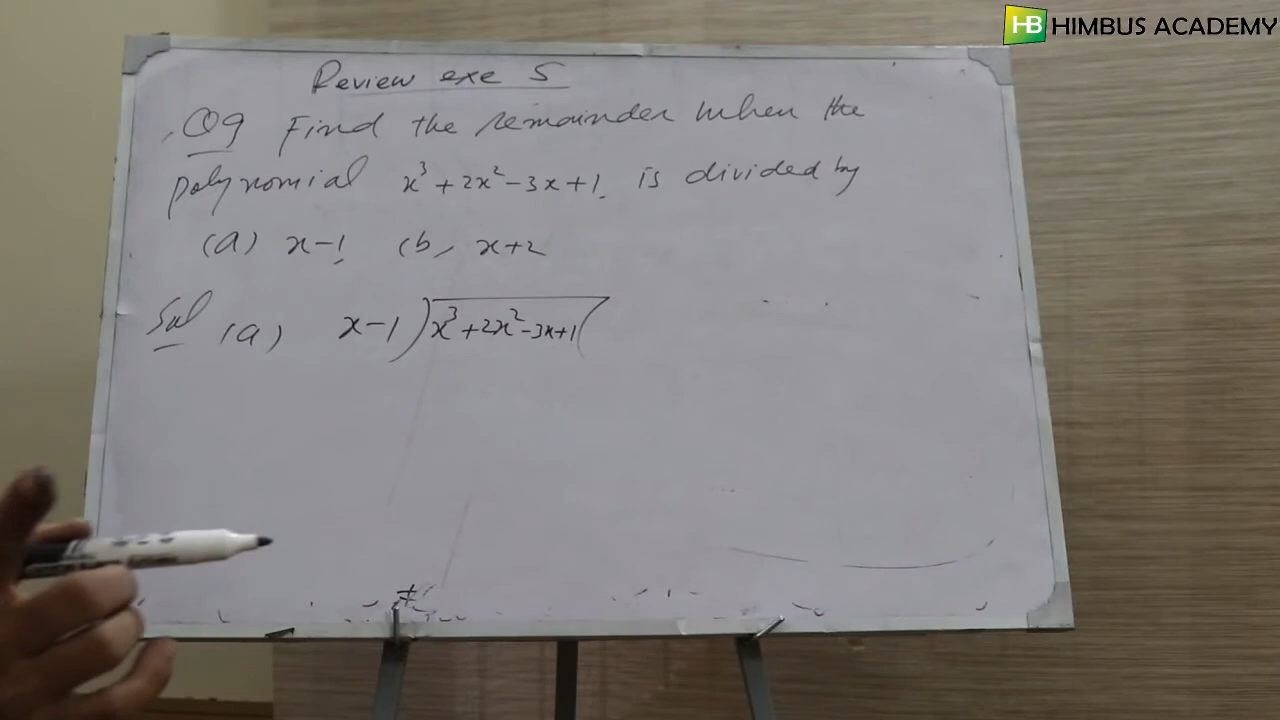 HB HIMBUS ACADEMY
Review exe 5
Q9 Find the remainder when the
polynomial x³ + 2x² - 3x + 1 is divided by
(a) x-1 (b, x+2
Sol (a) x-1)x³+2x²-3x+1(